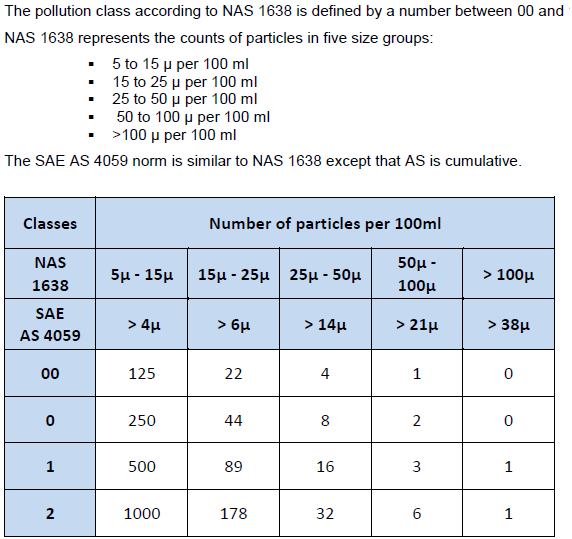 The pollution class according to NAS 1638 is defined by a number between 00 and
NAS 1638 represents the counts of particles in five size groups:
▪ 5 to 15 µ per 100 ml
▪ 15 to 25 µ per 100 ml
▪ 25 to 50 µ per 100 ml
▪ 50 to 100 µ per 100 ml
▪ >100 µ per 100 ml
The SAE AS 4059 norm is similar to NAS 1638 except that AS is cumulative.
Classes Number of particles per 100ml
NAS 1638 5µ - 15µ 15µ - 25µ 25µ - 50µ 50µ - 100µ > 100µ
SAE AS 4059 > 4µ > 6µ > 14µ > 21µ > 38µ
00 125 22 4 1 0
0 250 44 8 2 0
1 500 89 16 3 1
2 1000 178 32 6 1